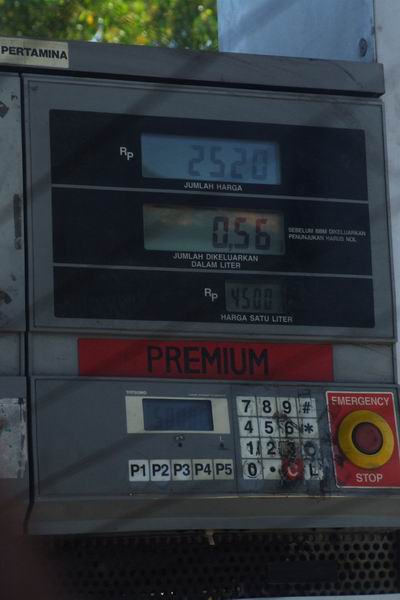 PERTAMINA
Rp 2520
JUMLAH HARGA
0,56
SEBELUM BBM DIKELUARKAN
PENUNJUKAN HARUS NOL
JUMLAH DIKELUARKAN
DALAM LITER
Rp 4500
HARGA SATU LITER
PREMIUM
7 8 9 #
4 5 6 *
1 2 3
0 • C L
P1 P2 P3 P4 P5
EMERGENCY
STOP